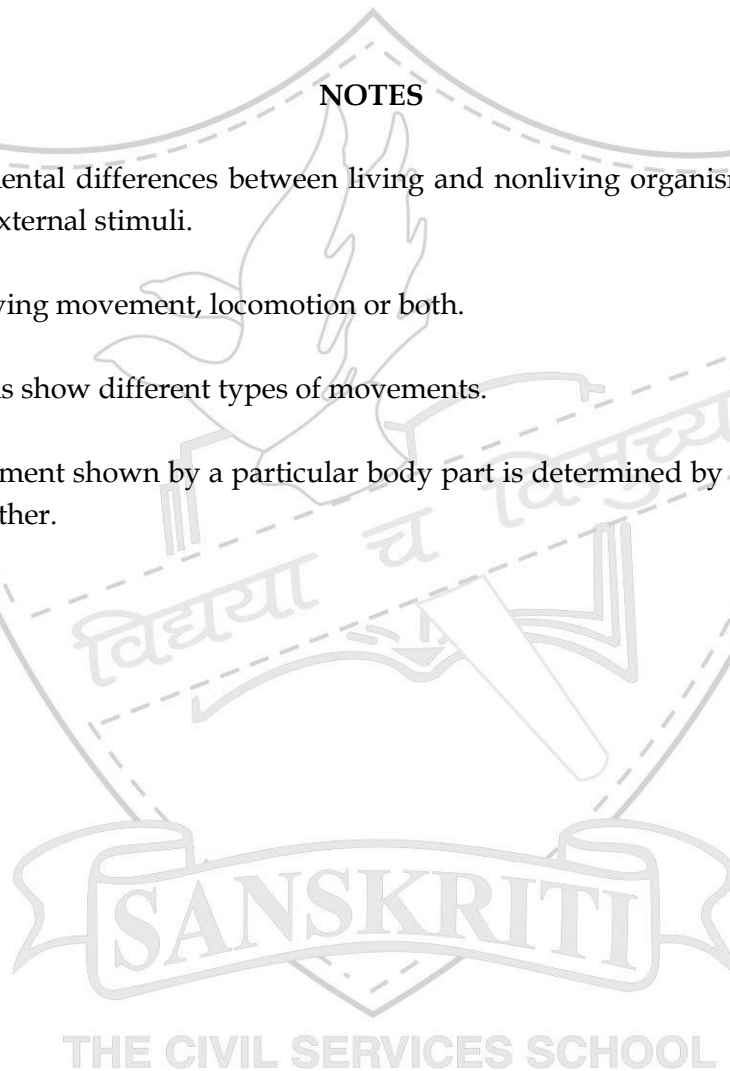 NOTES
ental differences between living and nonliving organism
xternal stimuli.
ving movement, locomotion or both.
s show different types of movements.
ment shown by a particular body part is determined by
ther.
विद्यया च विमुच्य
SANSKRITI
THE CIVIL SERVICES SCHOOL